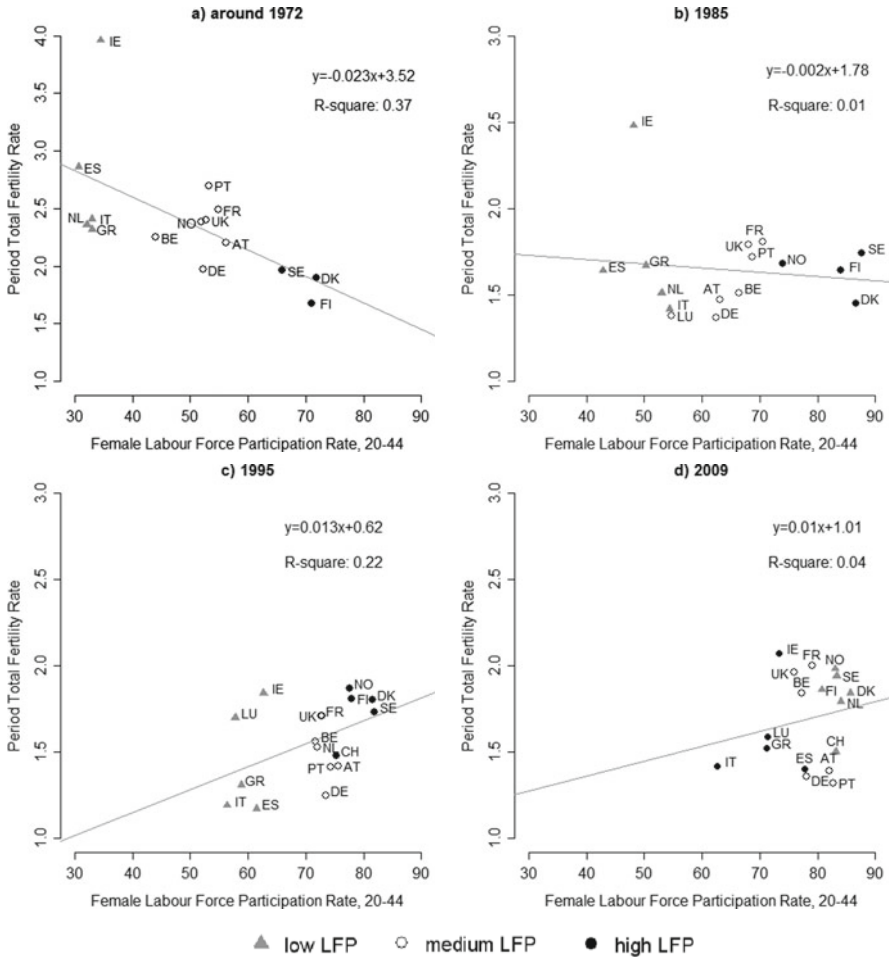 a) around 1972
Period Total Fertility Rate
4.0
3.5
3.0
2.5
2.0
1.5
1.0
y=-0.023x+3.52
R-square: 0.37
IE
ES
PT
NL
IT
GR
NO
FR
UK
BE
AT
DE
SE
DK
FI
30 40 50 60 70 80 90
Female Labour Force Participation Rate, 20-44
b) 1985
Period Total Fertility Rate
3.0
2.5
2.0
1.5
1.0
y=-0.002x+1.78
R-square: 0.01
IE
FR
UK
PT
SE
NO
ES
GR
FI
NL
AT
BE
IT
LU
DE
DK
30 40 50 60 70 80 90
Female Labour Force Participation Rate, 20-44
c) 1995
Period Total Fertility Rate
3.0
2.5
2.0
1.5
1.0
y=0.013x+0.62
R-square: 0.22
IE
NO
FI
DK
LU
UK
FR
SE
BE
NL
CH
PT
AT
GR
DE
IT
ES
30 40 50 60 70 80 90
Female Labour Force Participation Rate, 20-44
d) 2009
Period Total Fertility Rate
3.0
2.5
2.0
1.5
1.0
y=0.01x+1.01
R-square: 0.04
IE
FR
NO
UK
SE
BE
FI
DK
NL
LU
CH
GR
IT
ES
AT
DE
PT
30 40 50 60 70 80 90
Female Labour Force Participation Rate, 20-44
low LFP medium LFP high LFP